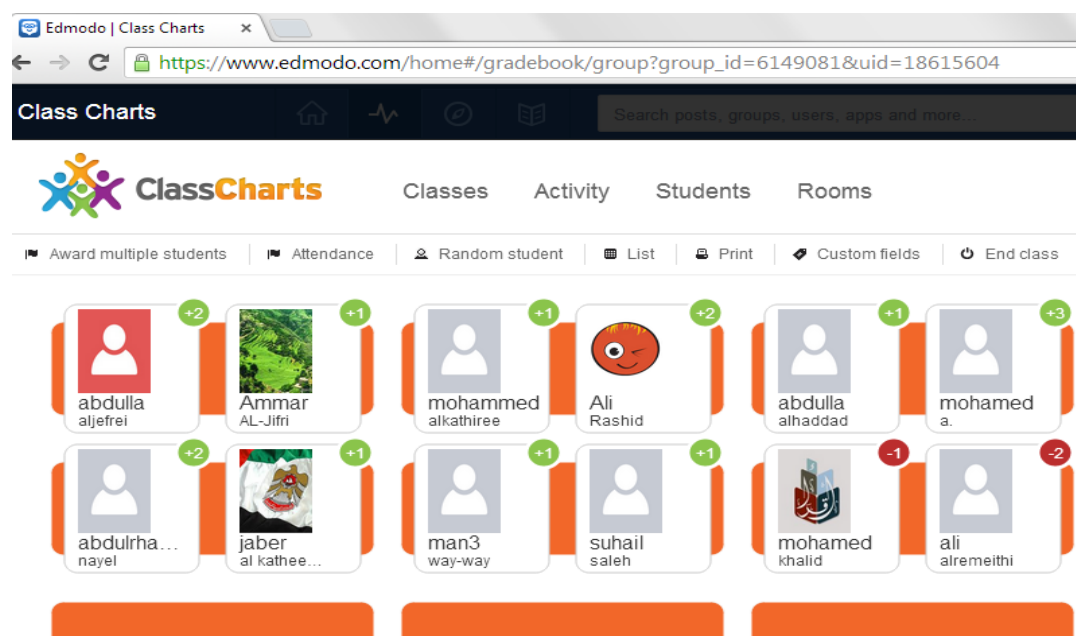 Edmodo | Class Charts
https://www.edmodo.com/home#/gradebook/group?group_id=6149081&uid=18615604
Class Charts
Search posts, groups, users, apps and more...
ClassCharts
Classes Activity Students Rooms
Award multiple students Attendance Random student List Print Custom fields End class
+2 +1 +1 +2 +1 +3
abdulla Ammar mohammed Ali abdulla mohamed
aljefrei AL-Jifri alkathiree Rashid alhaddad a.
+2 +1 +1 +1 -1 -2
abdulrha... jaber man3 suhail mohamed ali
nayel al kathee... way-way saleh khalid alremeithi